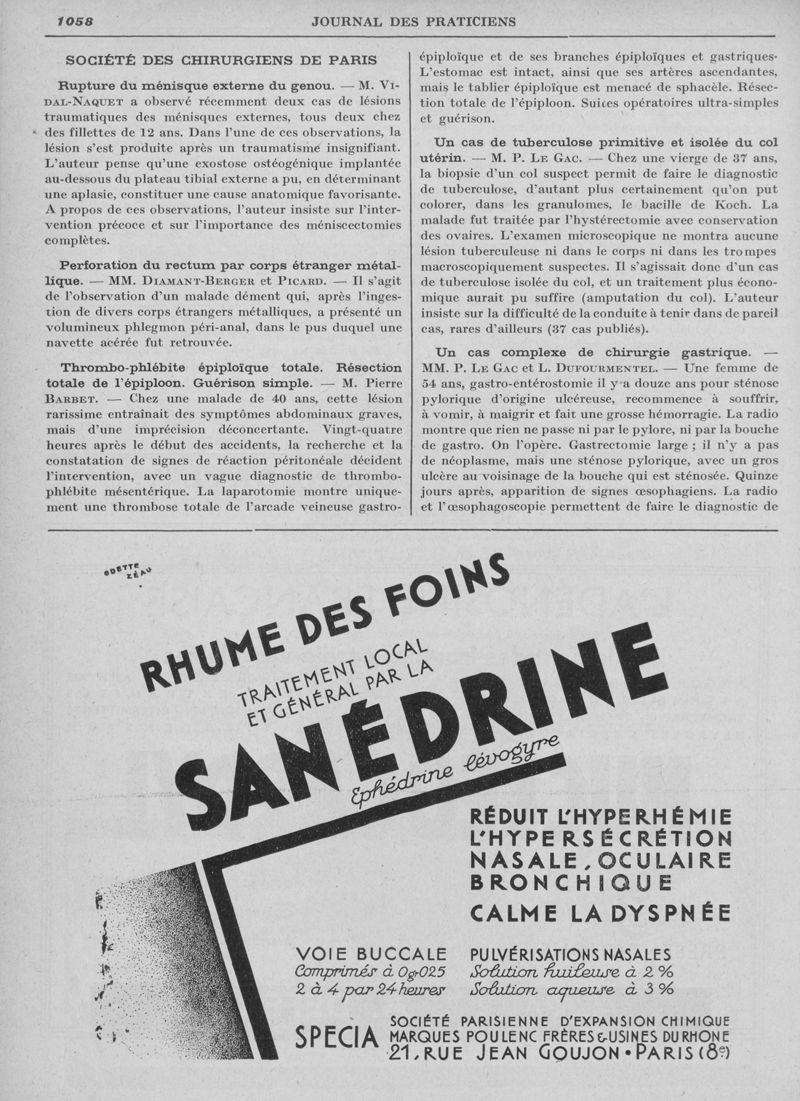 1058
JOURNAL DES PRATICIENS
SOCIÉTÉ DES CHIRURGIENS DE PARIS
Rupture du ménisque externe du genou. — M. VI-
DAL-NAQUET a observé récemment deux cas de lésions
traumatiques des ménisques externes, tous deux chez
des fillettes de 12 ans. Dans l'une de ces observations, la
lésion s'est produite après un traumatisme insignifiant.
L'auteur pense qu'une exostose ostéogénique implantée
au-dessous du plateau tibial externe a pu, en déterminant
une aplasie, constituer une cause anatomique favorisante.
A propos de ces observations, l'auteur insiste sur l'inter-
vention précoce et sur l'importance des méniscectomies
complètes.
Perforation du rectum par corps étranger métal-
lique. — MM. DIAMANT-BERGER et PICARD. — Il s'agit
de l'observation d'un malade dément qui, après l'inges-
tion de divers corps étrangers métalliques, a présenté un
volumineux phlegmon péri-anal, dans le pus duquel une
navette acérée fut retrouvée.
Thrombo-phlébite épiploïque totale. Résection
totale de l'épiploon. Guérison simple. — M. Pierre
BARBET. — Chez une malade de 40 ans, cette lésion
rarissime entraînait des symptômes abdominaux graves,
mais d'une imprécision déconcertante. Vingt-quatre
heures après le début des accidents, la recherche et la
constatation de signes de réaction péritonéale décident
l'intervention, avec un vague diagnostic de thrombo-
phlébite mésentérique. La laparotomie montre unique-
ment une thrombose totale de l'arcade veineuse gastro-
épiploïque et de ses branches épiploïques et gastriques.
L'estomac est intact, ainsi que ses artères ascendantes,
mais le tablier épiploïque est menacé de sphacèle. Résec-
tion totale de l'épiploon. Suites opératoires ultra-simples
et guérison.
Un cas de tuberculose primitive et isolée du col
utérin. — M. P. LE GAC. — Chez une vierge de 37 ans,
la biopsie d'un col suspect permit de faire le diagnostic
de tuberculose, d'autant plus certainement qu'on put
colorer, dans les granulomes, le bacille de Koch. La
malade fut traitée par l'hystérectomie avec conservation
des ovaires. L'examen microscopique ne montra aucune
lésion tuberculeuse ni dans le corps ni dans les trompes
macroscopiquement suspectes. Il s'agissait donc d'un cas
de tuberculose isolée du col, et un traitement plus écono-
mique aurait pu suffire (amputation du col). L'auteur
insiste sur la difficulté de la conduite à tenir dans de pareil
cas, rares d'ailleurs (37 cas publiés).
Un cas complexe de chirurgie gastrique. —
MM. P. LE GAC et L. DUFOURMENTEL. — Une femme de
54 ans, gastro-entérostomie il y a douze ans pour sténose
pylorique d'origine ulcéreuse, recommence à souffrir,
à vomir, à maigrir et fait une grosse hémorragie. La radio
montre que rien ne passe ni par le pylore, ni par la bouche
de gastro. On l'opère. Gastrectomie large ; il n'y a pas
de néoplasme, mais une sténose pylorique, avec un gros
ulcère au voisinage de la bouche qui est sténosée. Quinze
jours après, apparition de signes œsophagiens. La radio
et l'œsophagoscopie permettent de faire le diagnostic de
ODETTE
ZÉAU
RHUME DES FOINS
TRAITEMENT LOCAL
ET GÉNÉRAL PAR LA
SANÉDRINE
Ephédrine lévogyre
RÉDUIT L'HYPERHÉMIE
L'HYPERSÉCRÉTION
NASALE, OCULAIRE
BRONCHIQUE
CALME LA DYSPNÉE
VOIE BUCCALE
Comprimés à 0gr025
2 à 4 par 24 heures
PULVÉRISATIONS NASALES
Solution huileuse à 2 %
Solution aqueuse à 3 %
SPECIA
SOCIÉTÉ PARISIENNE D'EXPANSION CHIMIQUE
MARQUES POULENC FRÈRES & USINES DU RHONE
21, RUE JEAN GOUJON • PARIS (8e)